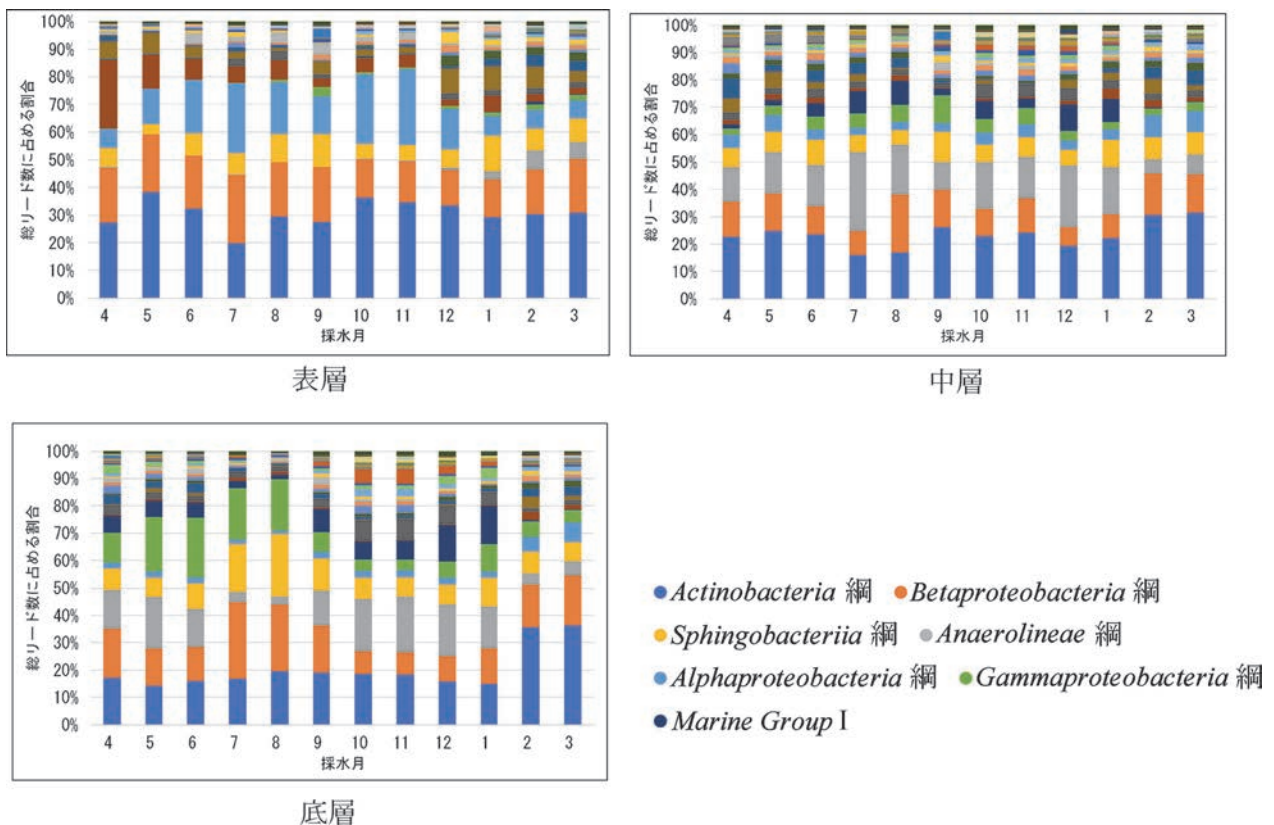 総リード数に占める割合
100%
90%
80%
70%
60%
50%
40%
30%
20%
10%
0%
4 5 6 7 8 9 10 11 12 1 2 3
採水月
表層
総リード数に占める割合
100%
90%
80%
70%
60%
50%
40%
30%
20%
10%
0%
4 5 6 7 8 9 10 11 12 1 2 3
採水月
中層
総リード数に占める割合
100%
90%
80%
70%
60%
50%
40%
30%
20%
10%
0%
4 5 6 7 8 9 10 11 12 1 2 3
採水月
底層
Actinobacteria 綱 Betaproteobacteria 綱
Sphingobacteriia 綱 Anaerolineae 綱
Alphaproteobacteria 綱 Gammaproteobacteria 綱
Marine Group I